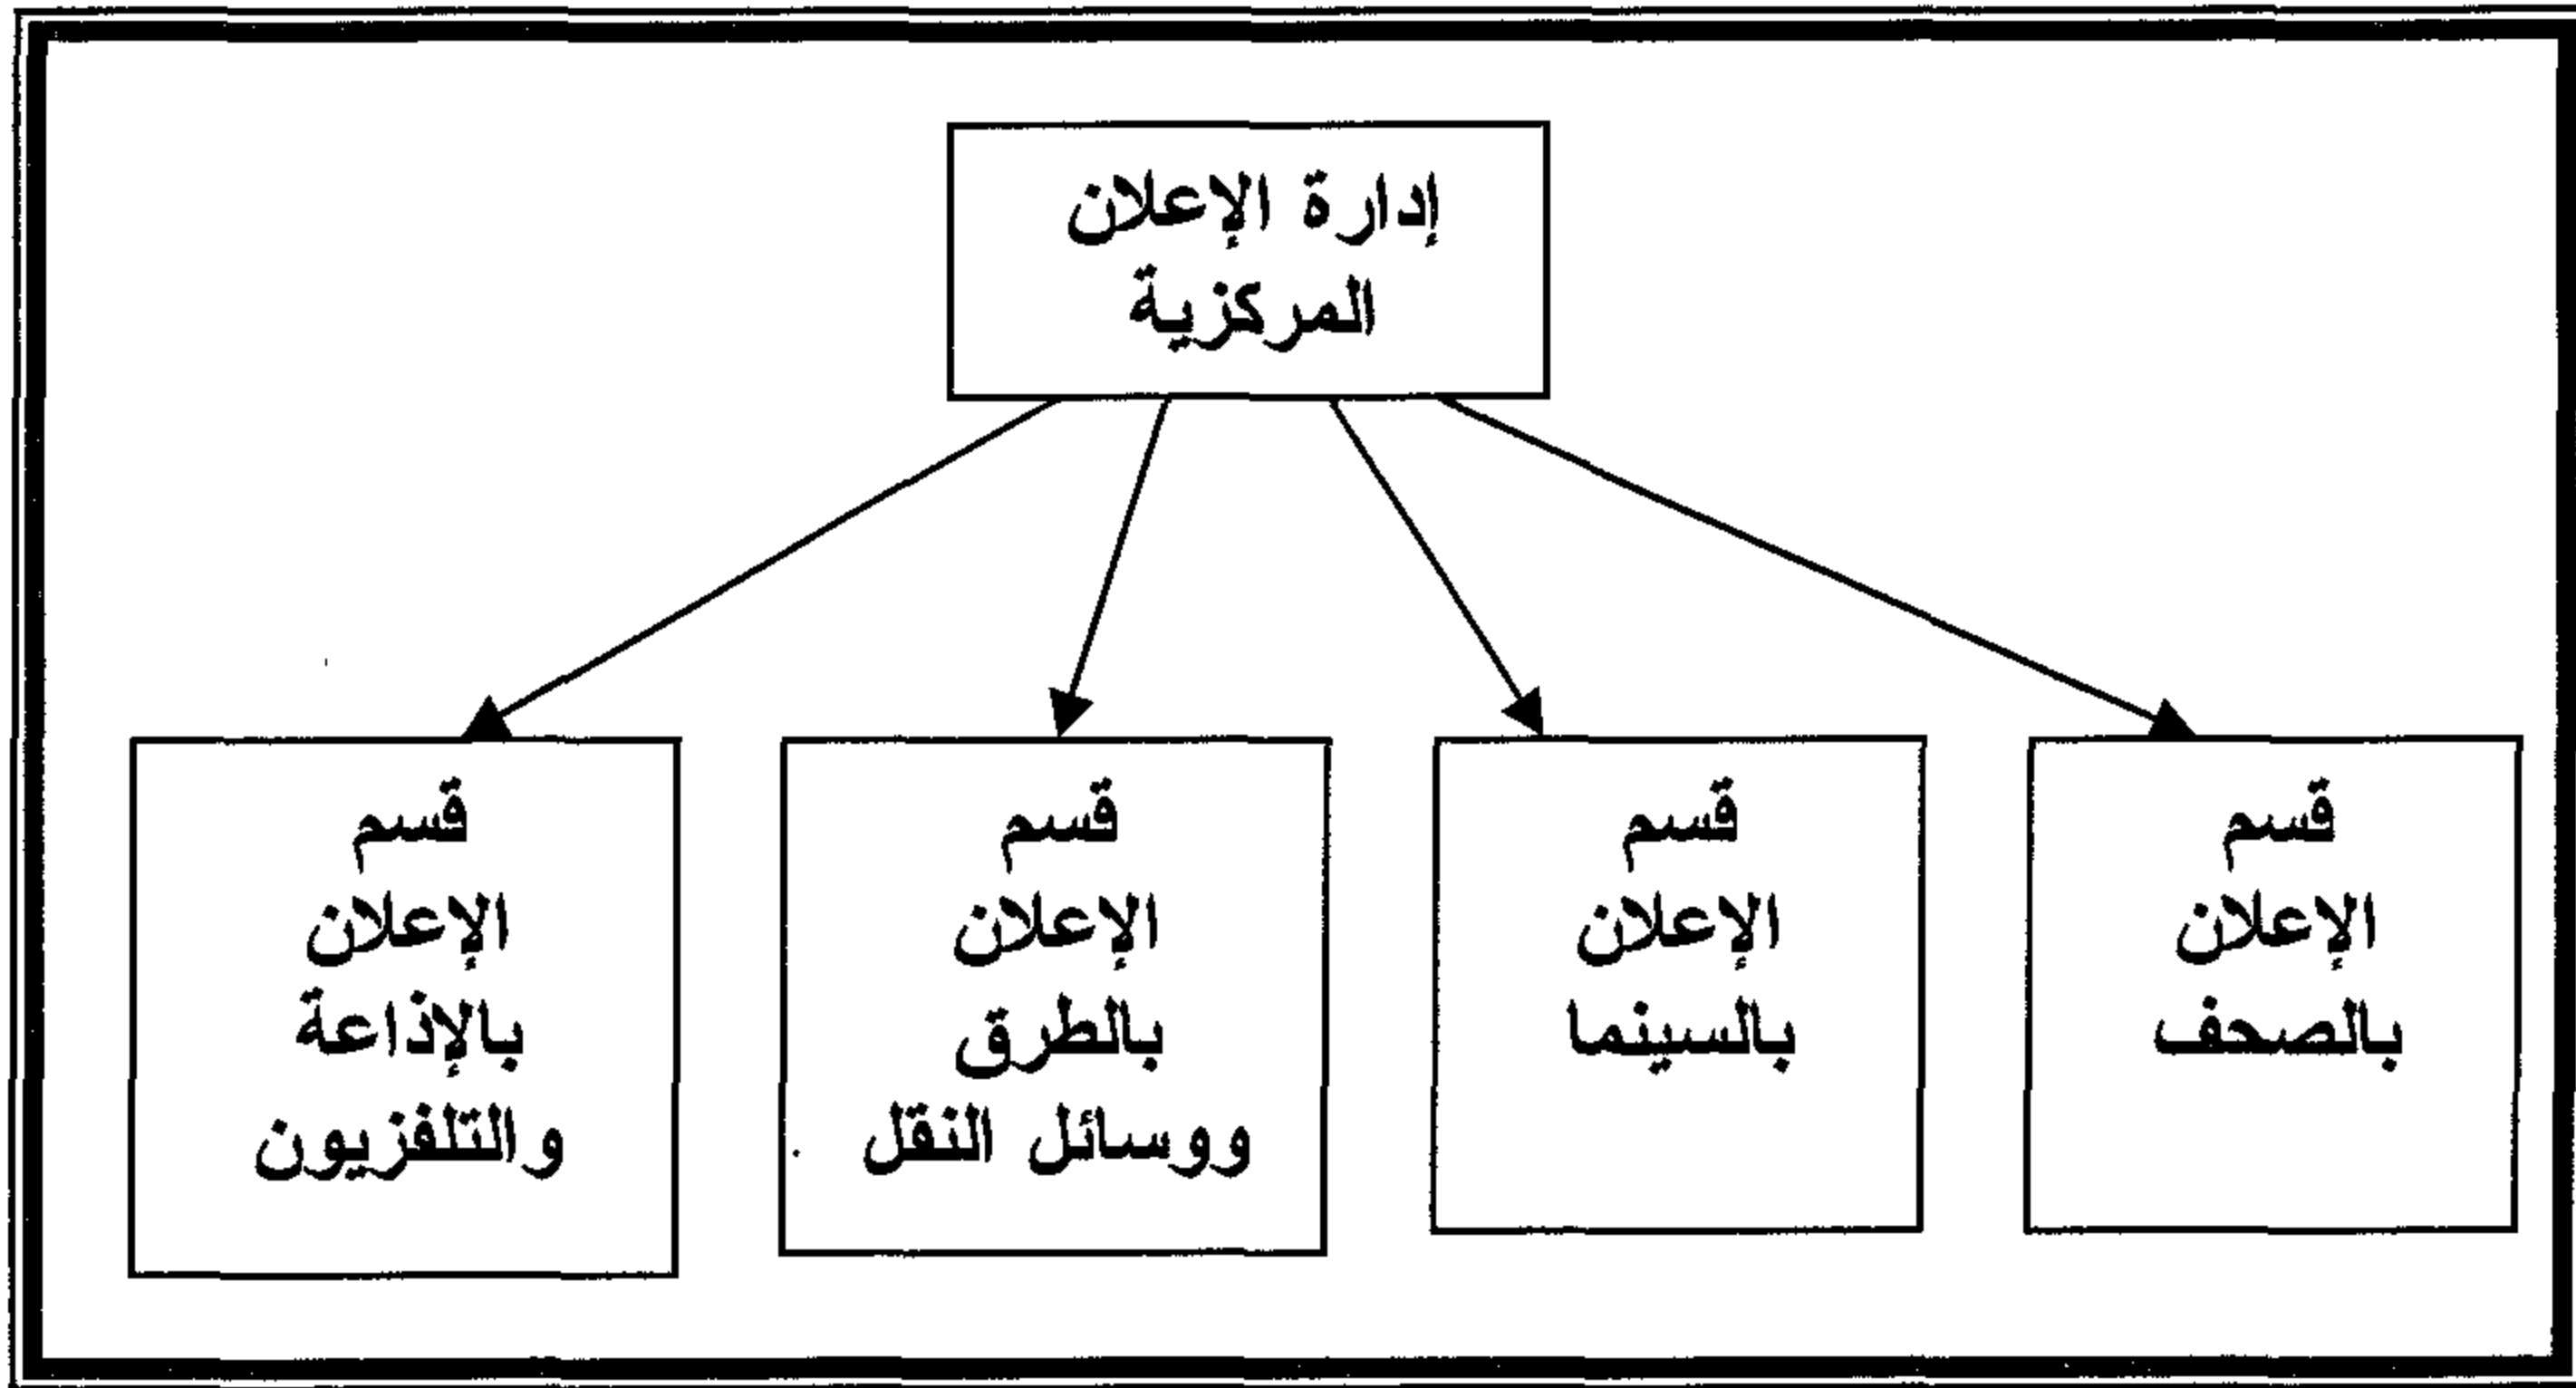 إدارة الإعلان
المركزية
قسم
الإعلان
بالصحف
قسم
الإعلان
بالسينما
قسم
الإعلان
بالطرق
ووسائل النقل
قسم
الإعلان
بالإذاعة
والتلفزيون